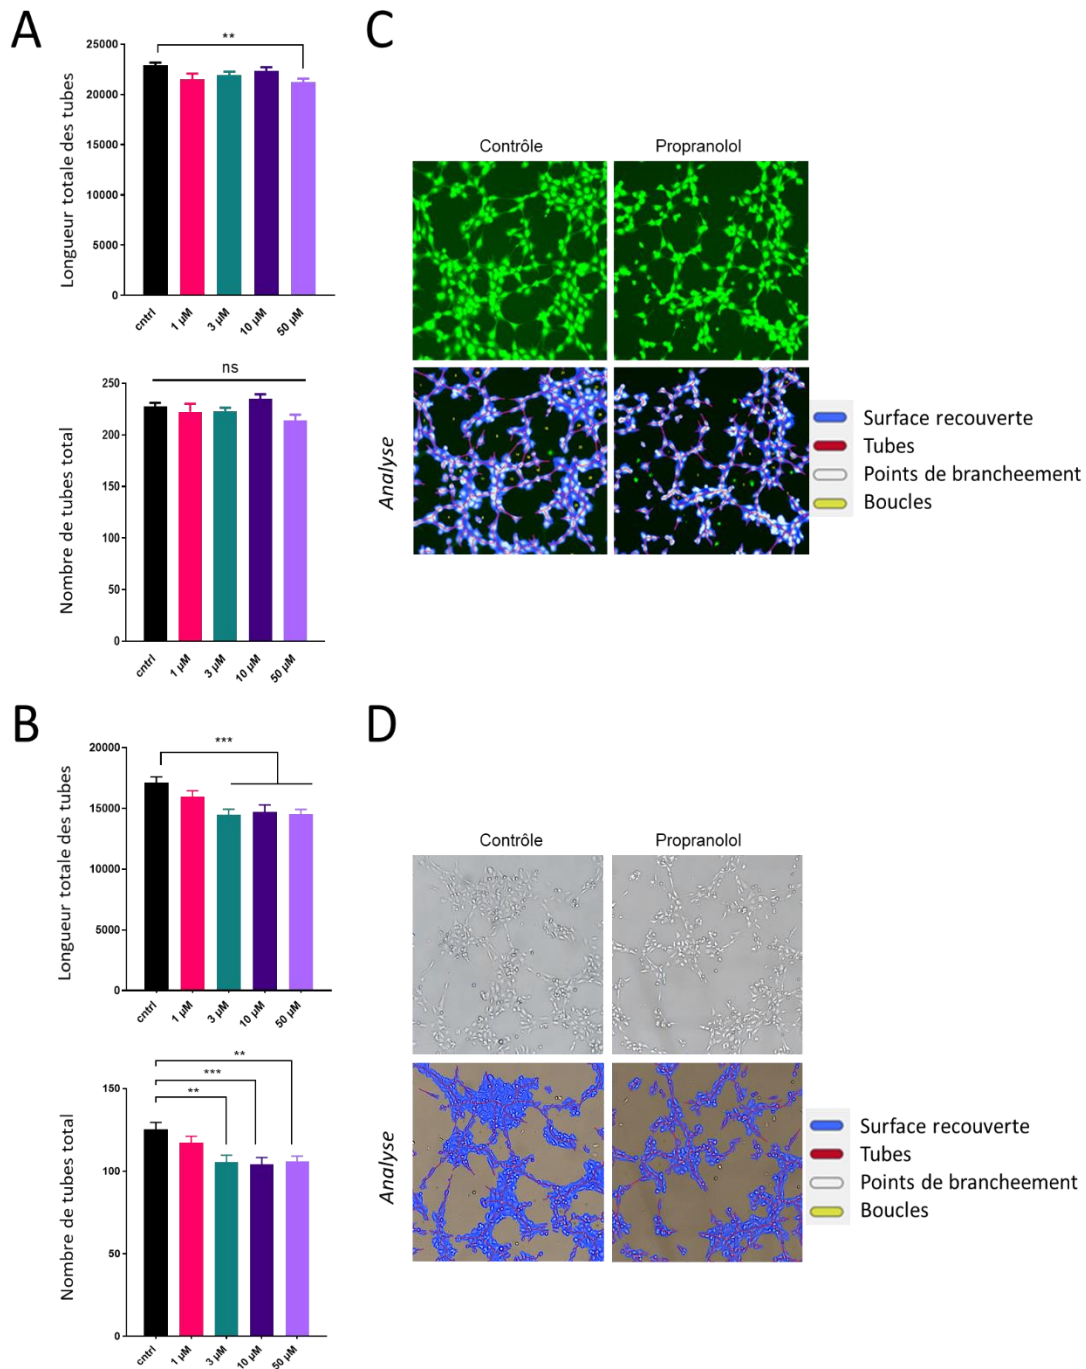 A
Longueur totale des tubes
25000
20000
15000
10000
5000
0
**
cntrl
1 µM
3 µM
10 µM
50 µM
Nombre de tubes total
250
200
150
100
50
0
ns
cntrl
1 µM
3 µM
10 µM
50 µM
C
Contrôle
Propranolol
Analyse
Surface recouverte
Tubes
Points de brancheement
Boucles
B
Longueur totale des tubes
20000
15000
10000
5000
0
***
cntrl
1 µM
3 µM
10 µM
50 µM
Nombre de tubes total
150
100
50
0
**
***
**
cntrl
1 µM
3 µM
10 µM
50 µM
D
Contrôle
Propranolol
Analyse
Surface recouverte
Tubes
Points de brancheement
Boucles